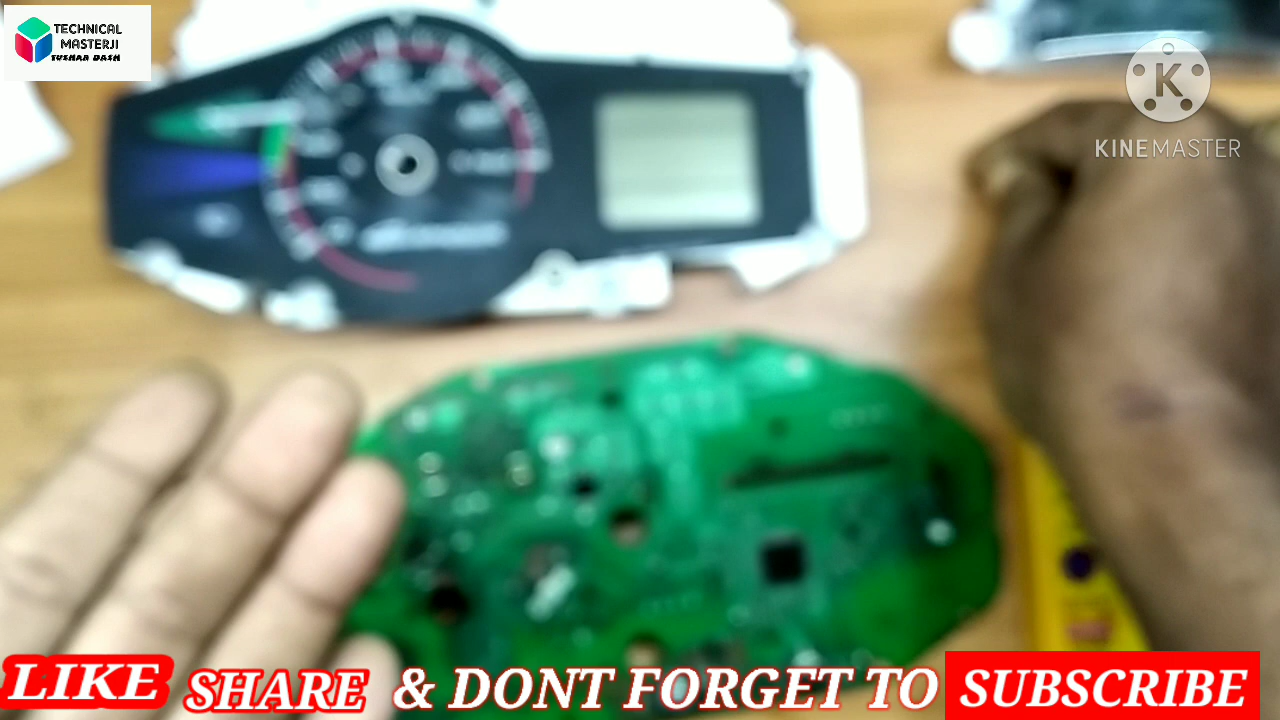 TECHNICAL
MASTERJI
TUSHAR DASH
K
KINEMASTER
LIKE SHARE & DONT FORGET TO SUBSCRIBE